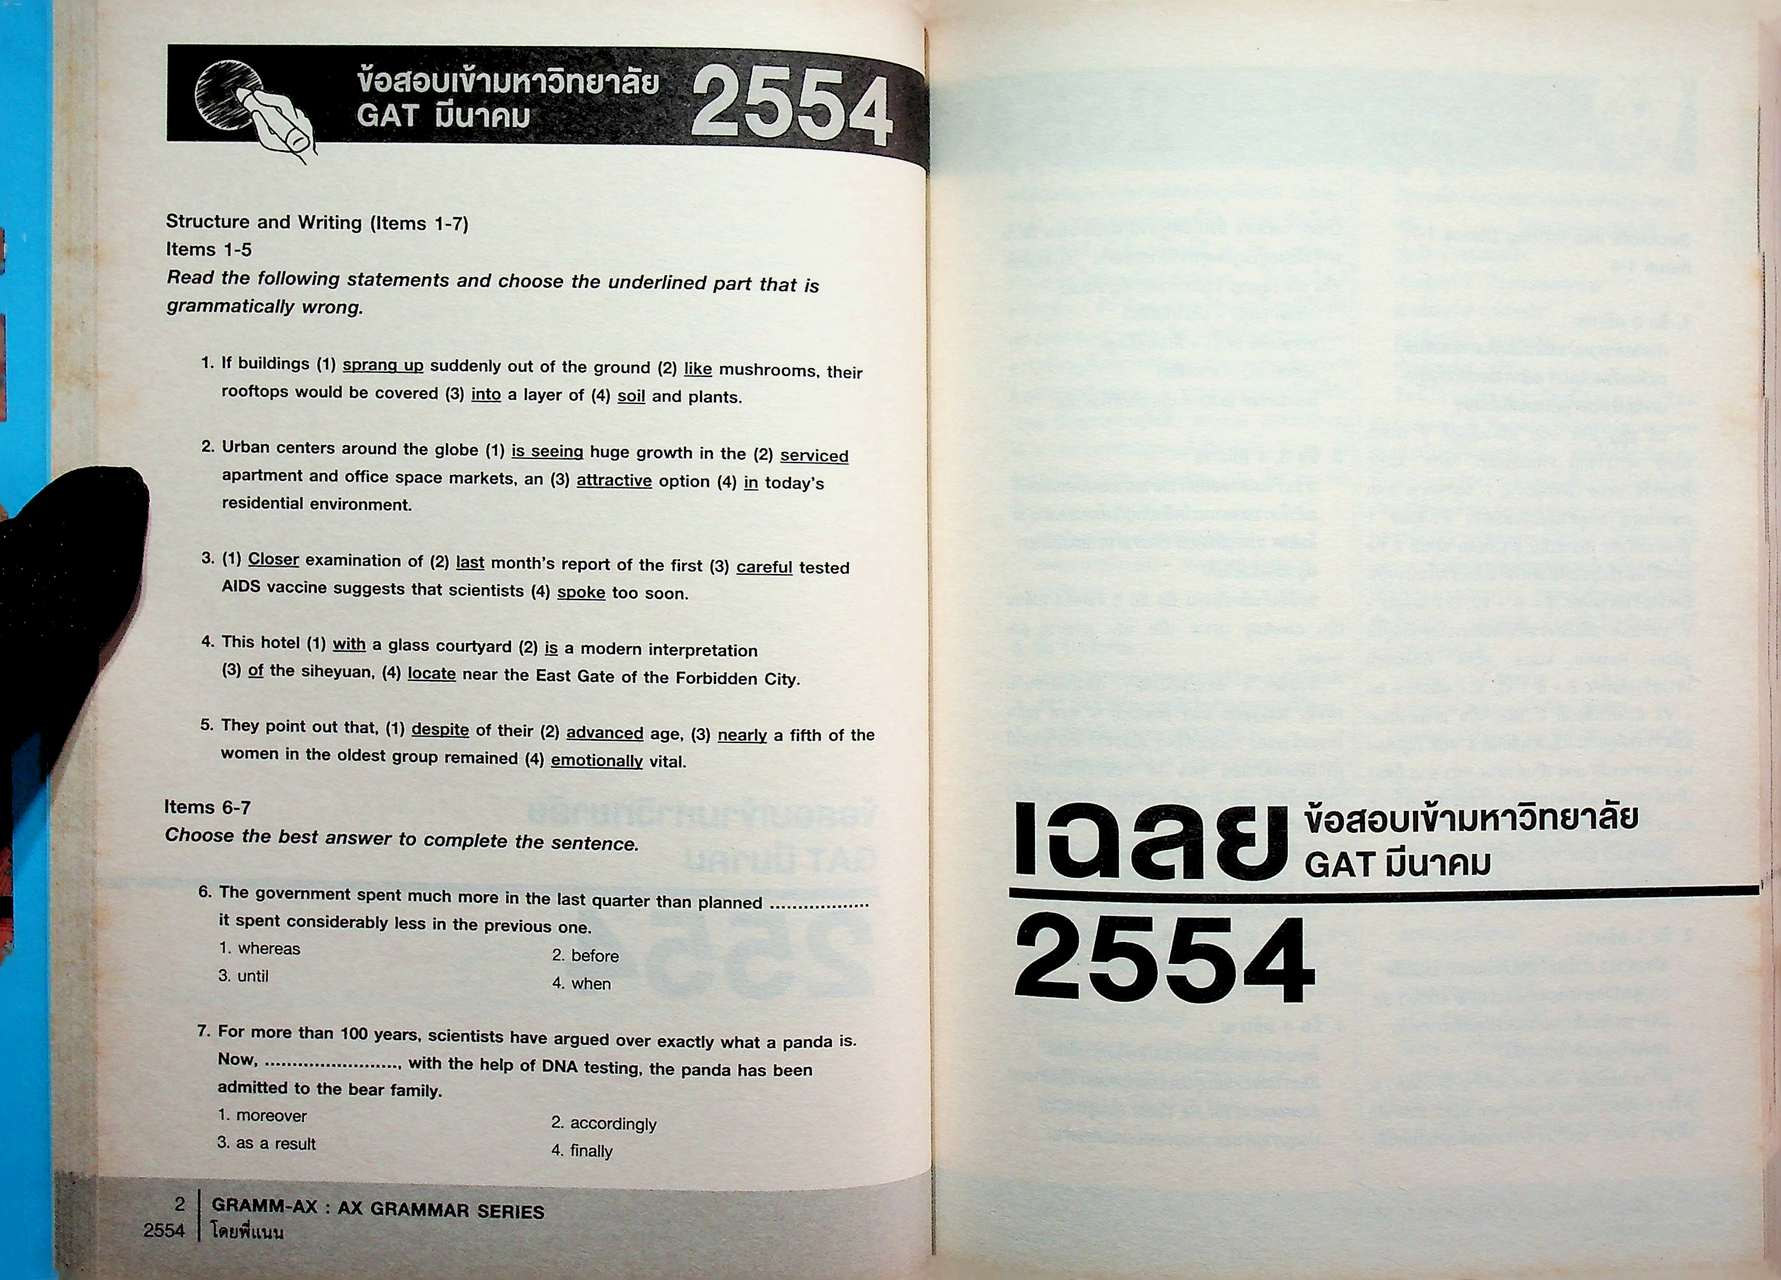 ข้อสอบเข้ามหาวิทยาลัย
GAT มีนาคม
2554
Structure and Writing (Items 1-7)
Items 1-5
Read the following statements and choose the underlined part that is
grammatically wrong.
1. If buildings (1) sprang up suddenly out of the ground (2) like mushrooms, their
rooftops would be covered (3) into a layer of (4) soil and plants.
2. Urban centers around the globe (1) is seeing huge growth in the (2) serviced
apartment and office space markets, an (3) attractive option (4) in today's
residential environment.
3. (1) Closer examination of (2) last month's report of the first (3) careful tested
AIDS vaccine suggests that scientists (4) spoke too soon.
4. This hotel (1) with a glass courtyard (2) is a modern interpretation
(3) of the siheyuan, (4) locate near the East Gate of the Forbidden City.
5. They point out that, (1) despite of their (2) advanced age, (3) nearly a fifth of the
women in the oldest group remained (4) emotionally vital.
Items 6-7
Choose the best answer to complete the sentence.
6. The government spent much more in the last quarter than planned ..................
it spent considerably less in the previous one.
1. whereas
2. before
3. until
4. when
7. For more than 100 years, scientists have argued over exactly what a panda is.
Now, ........................, with the help of DNA testing, the panda has been
admitted to the bear family.
1. moreover
2. accordingly
3. as a result
4. finally
2
2554
GRAMM-AX : AX GRAMMAR SERIES
โดยพี่แนน
เฉลย
ข้อสอบเข้ามหาวิทยาลัย
GAT มีนาคม
2554